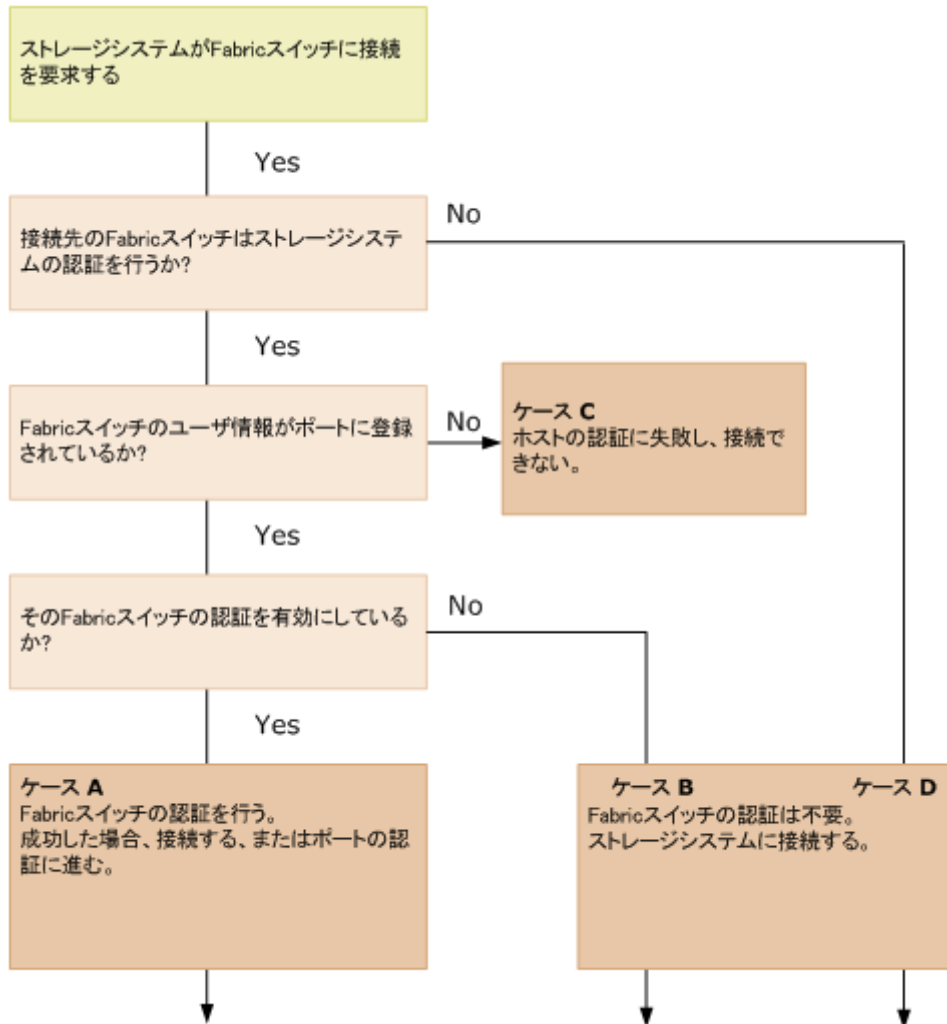 ストレージシステムがFabricスイッチに接続
を要求する
Yes
接続先のFabricスイッチはストレージシステ
ムの認証を行うか?
No
Yes
Fabricスイッチのユーザ情報がポートに登録
されているか?
No
ケース C
ホストの認証に失敗し、接続で
きない。
Yes
そのFabricスイッチの認証を有効にしている
か?
No
Yes
ケース A
Fabricスイッチの認証を行う。
成功した場合、接続する、またはポートの認
証に進む。
ケース B
ケース D
Fabricスイッチの認証は不要。
ストレージシステムに接続する。